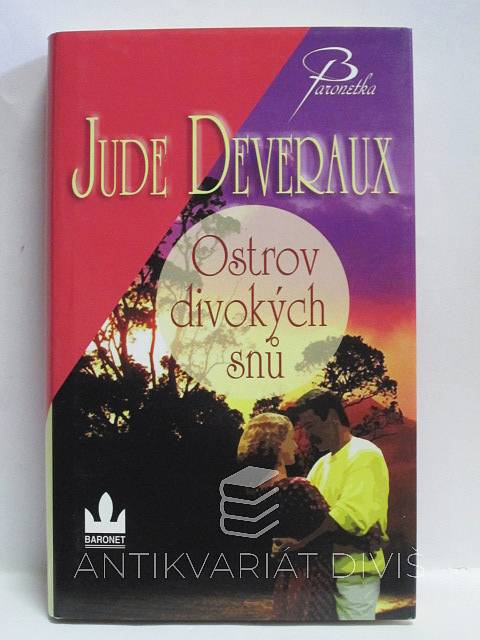 Baronetka
JUDE DEVERAUX
Ostrov
divokých
snů
BARONET
ANTIKVARIÁT DIVIŠ